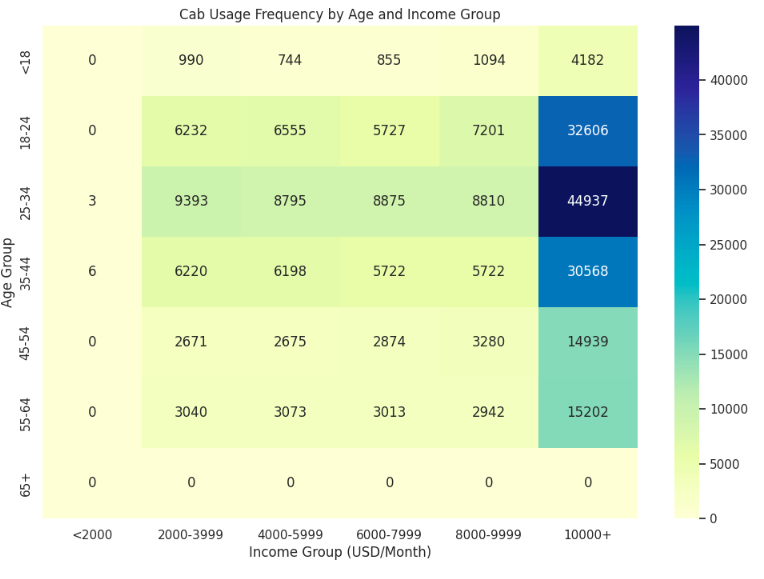 Cab Usage Frequency by Age and Income Group
<18 0 990 744 855 1094 4182
18-24 0 6232 6555 5727 7201 32606
25-34 3 9393 8795 8875 8810 44937
35-44 6 6220 6198 5722 5722 30568
45-54 0 2671 2675 2874 3280 14939
55-64 0 3040 3073 3013 2942 15202
65+ 0 0 0 0 0 0
Age Group
<2000 2000-3999 4000-5999 6000-7999 8000-9999 10000+
Income Group (USD/Month)
40000
35000
30000
25000
20000
15000
10000
5000
0